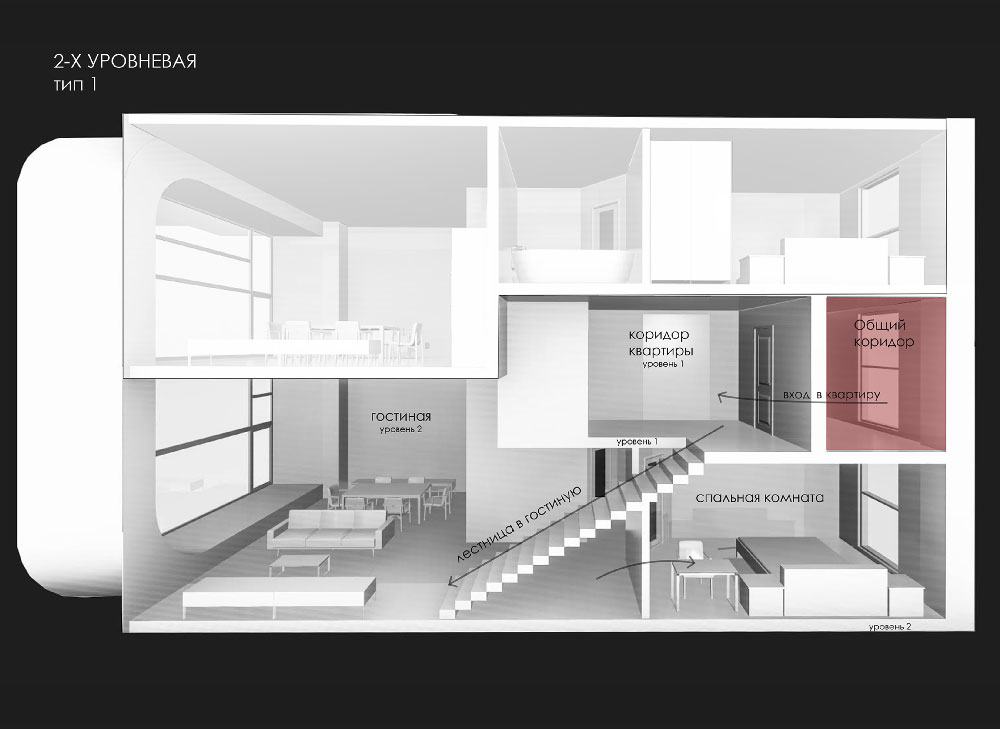 2-Х УРОВНЕВАЯ
тип 1
Общий
коридор
коридор
квартиры
уровень 1
вход в квартиру
гостиная
уровень 2
уровень 1
лестница в гостиную
спальная комната
уровень 2